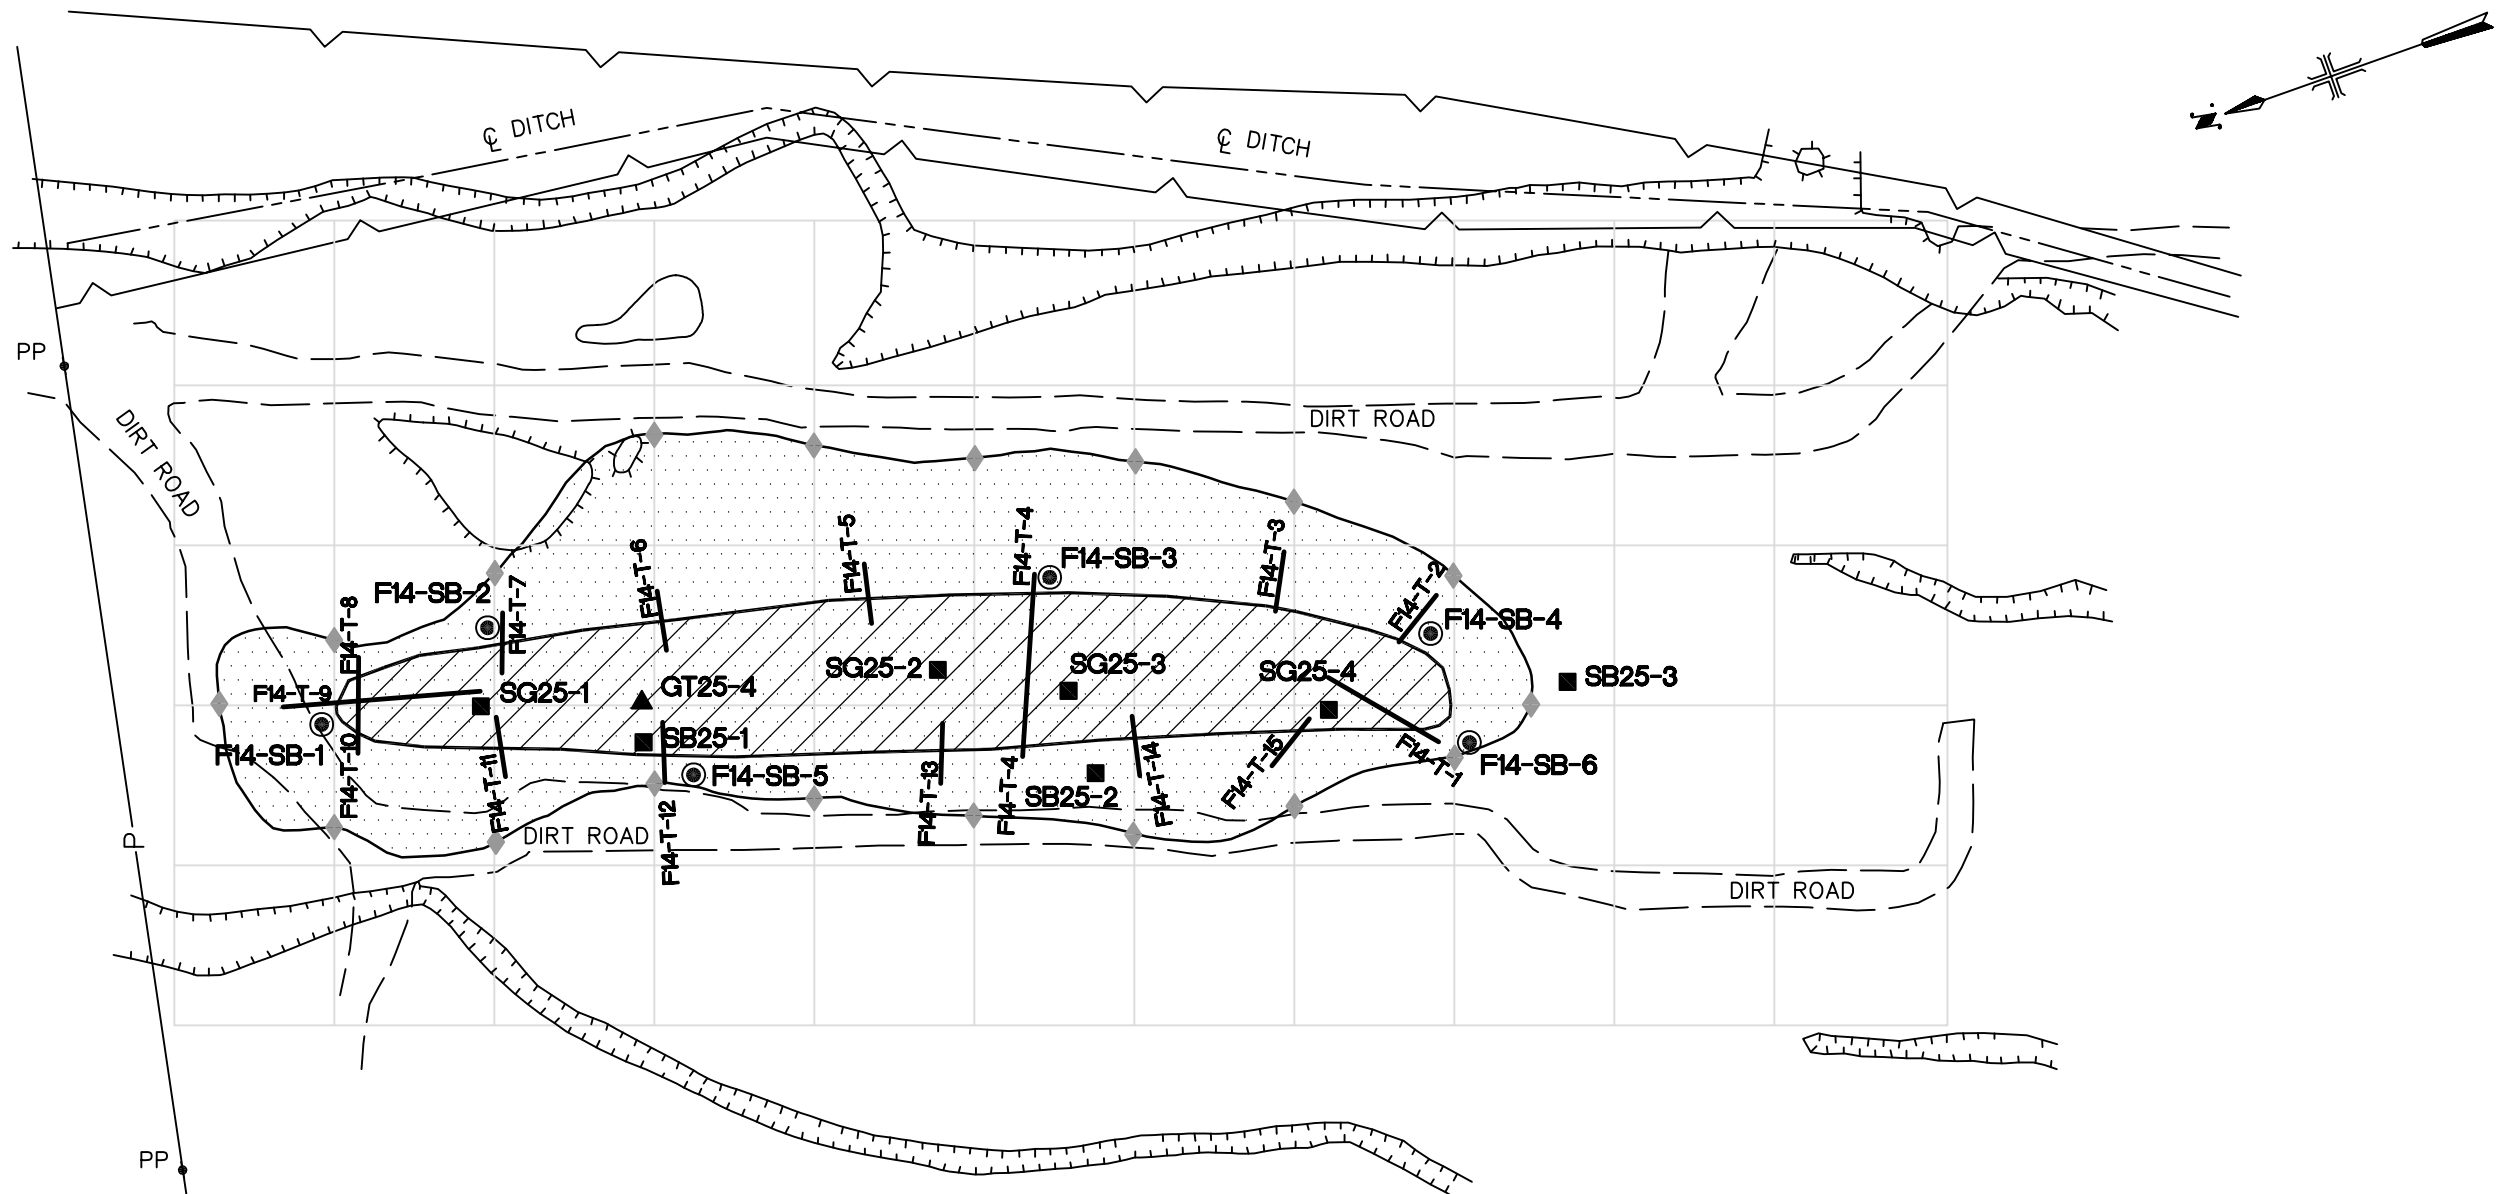 ℄ DITCH
℄ DITCH
N
PP
DIRT ROAD
DIRT ROAD
F14-T-5
F14-T-4
F14-T-3
F14-T-6
F14-SB-3
F14-T-2
F14-SB-2
F14-T-7
F14-T-8
F14-SB-4
SG25-2
SG25-3
SG25-4
SB25-3
F14-T-9
SG25-1
GT25-4
SB25-1
F14-SB-1
F14-T-10
F14-T-11
F14-SB-5
F14-T-13
F14-T-4
SB25-2
F14-T-14
F14-T-15
F14-T-1
F14-SB-6
F14-T-12
DIRT ROAD
P
DIRT ROAD
PP